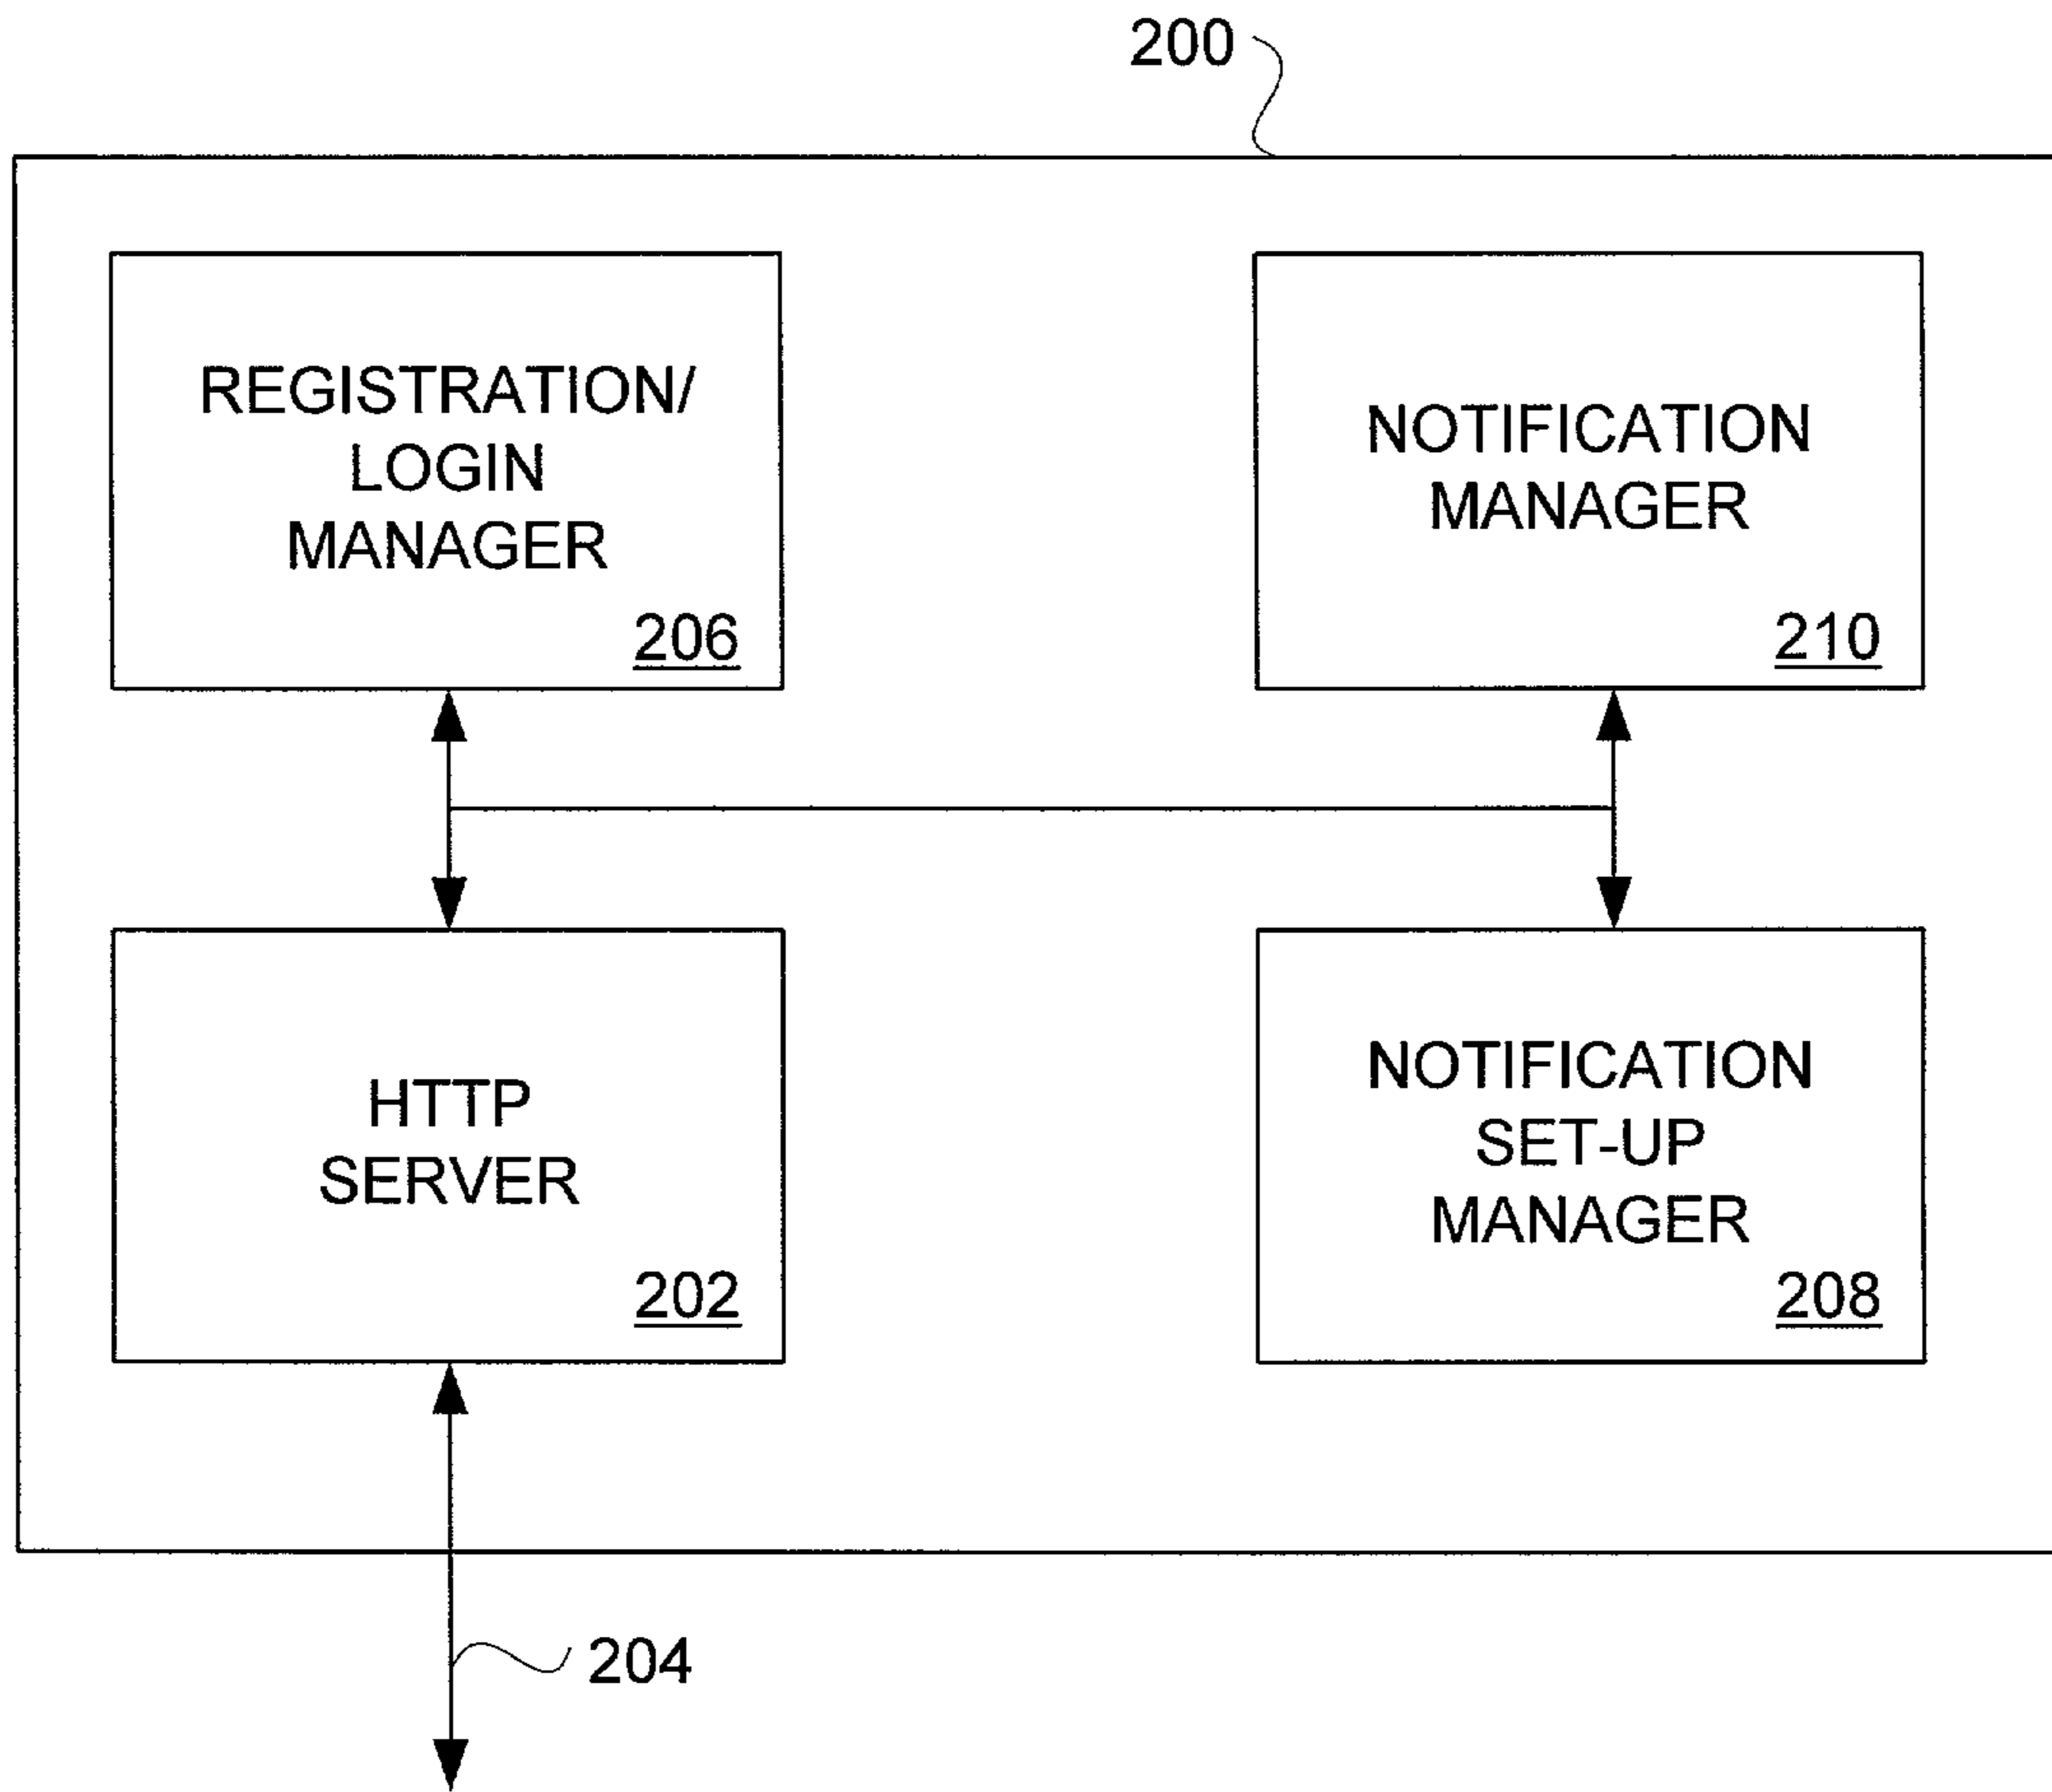 200
REGISTRATION/
LOGIN
MANAGER
206
NOTIFICATION
MANAGER
210
HTTP
SERVER
202
NOTIFICATION
SET-UP
MANAGER
208
204